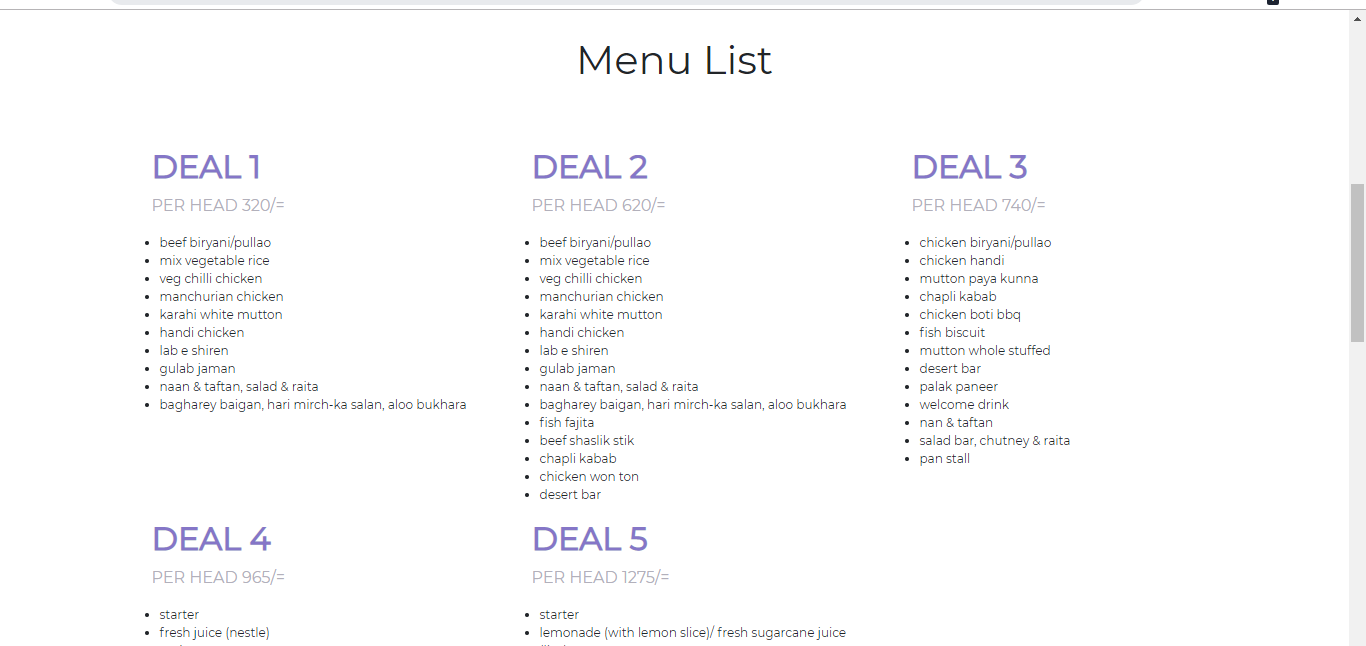 Menu List
DEAL 1
PER HEAD 320/=
beef biryani/pullao
mix vegetable rice
veg chilli chicken
manchurian chicken
karahi white mutton
handi chicken
lab e shiren
gulab jaman
naan & taftan, salad & raita
bagharey baigan, hari mirch-ka salan, aloo bukhara
DEAL 2
PER HEAD 620/=
beef biryani/pullao
mix vegetable rice
veg chilli chicken
manchurian chicken
karahi white mutton
handi chicken
lab e shiren
gulab jaman
naan & taftan, salad & raita
bagharey baigan, hari mirch-ka salan, aloo bukhara
fish fajita
beef shaslik stik
chapli kabab
chicken won ton
desert bar
DEAL 3
PER HEAD 740/=
chicken biryani/pullao
chicken handi
mutton paya kunna
chapli kabab
chicken boti bbq
fish biscuit
mutton whole stuffed
desert bar
palak paneer
welcome drink
nan & taftan
salad bar, chutney & raita
pan stall
DEAL 4
PER HEAD 965/=
starter
fresh juice (nestle)
DEAL 5
PER HEAD 1275/=
starter
lemonade (with lemon slice)/ fresh sugarcane juice